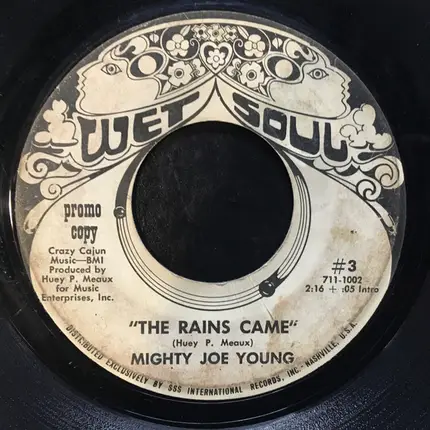 WET SOUL
promo
copy
Crazy Cajun
Music—BMI
Produced by
Huey P. Meaux
for Music
Enterprises, Inc.
#3
711-1002
2:16 + :05 Intro
"THE RAINS CAME"
(Huey P. Meaux)
MIGHTY JOE YOUNG
DISTRIBUTED EXCLUSIVELY BY SSS INTERNATIONAL RECORDS, INC. - NASHVILLE, U.S.A.